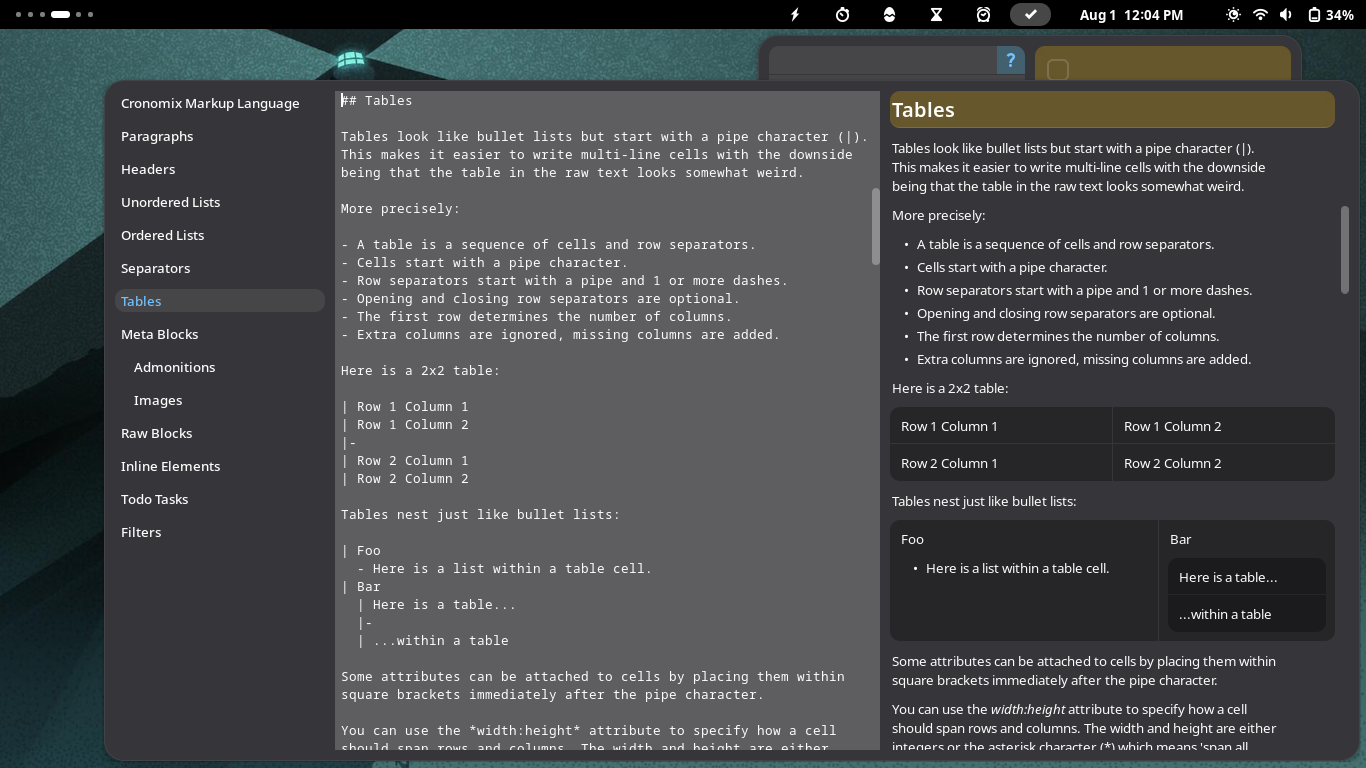 Aug 1 12:04 PM
34%
?
Cronomix Markup Language
Paragraphs
Headers
Unordered Lists
Ordered Lists
Separators
Tables
Meta Blocks
Admonitions
Images
Raw Blocks
Inline Elements
Todo Tasks
Filters
## Tables
Tables look like bullet lists but start with a pipe character (|).
This makes it easier to write multi-line cells with the downside
being that the table in the raw text looks somewhat weird.
More precisely:
- A table is a sequence of cells and row separators.
- Cells start with a pipe character.
- Row separators start with a pipe and 1 or more dashes.
- Opening and closing row separators are optional.
- The first row determines the number of columns.
- Extra columns are ignored, missing columns are added.
Here is a 2x2 table:
| Row 1 Column 1
| Row 1 Column 2
|-
| Row 2 Column 1
| Row 2 Column 2
Tables nest just like bullet lists:
| Foo
  - Here is a list within a table cell.
| Bar
  | Here is a table...
  |-
  | ...within a table
Some attributes can be attached to cells by placing them within
square brackets immediately after the pipe character.
You can use the *width:height* attribute to specify how a cell
should span rows and columns. The width and height are either
Tables
Tables look like bullet lists but start with a pipe character (|).
This makes it easier to write multi-line cells with the downside
being that the table in the raw text looks somewhat weird.
More precisely:
• A table is a sequence of cells and row separators.
• Cells start with a pipe character.
• Row separators start with a pipe and 1 or more dashes.
• Opening and closing row separators are optional.
• The first row determines the number of columns.
• Extra columns are ignored, missing columns are added.
Here is a 2x2 table:
Row 1 Column 1 Row 1 Column 2
Row 2 Column 1 Row 2 Column 2
Tables nest just like bullet lists:
Foo
• Here is a list within a table cell.
Bar
Here is a table...
...within a table
Some attributes can be attached to cells by placing them within
square brackets immediately after the pipe character.
You can use the width:height attribute to specify how a cell
should span rows and columns. The width and height are either
integers or the asterisk character (*) which means 'span all